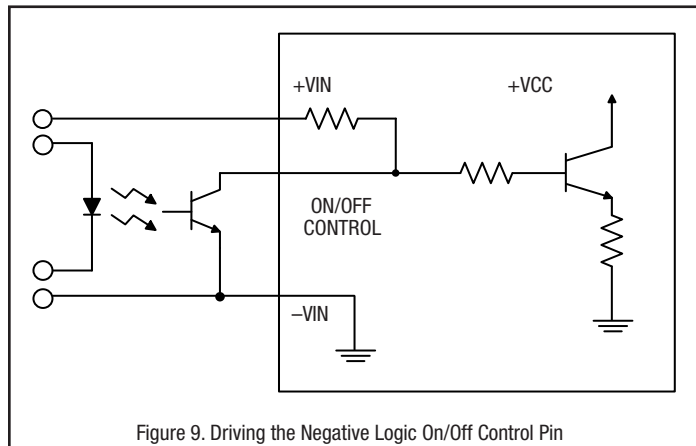 +VIN
+VCC
ON/OFF
CONTROL
–VIN
Figure 9. Driving the Negative Logic On/Off Control Pin